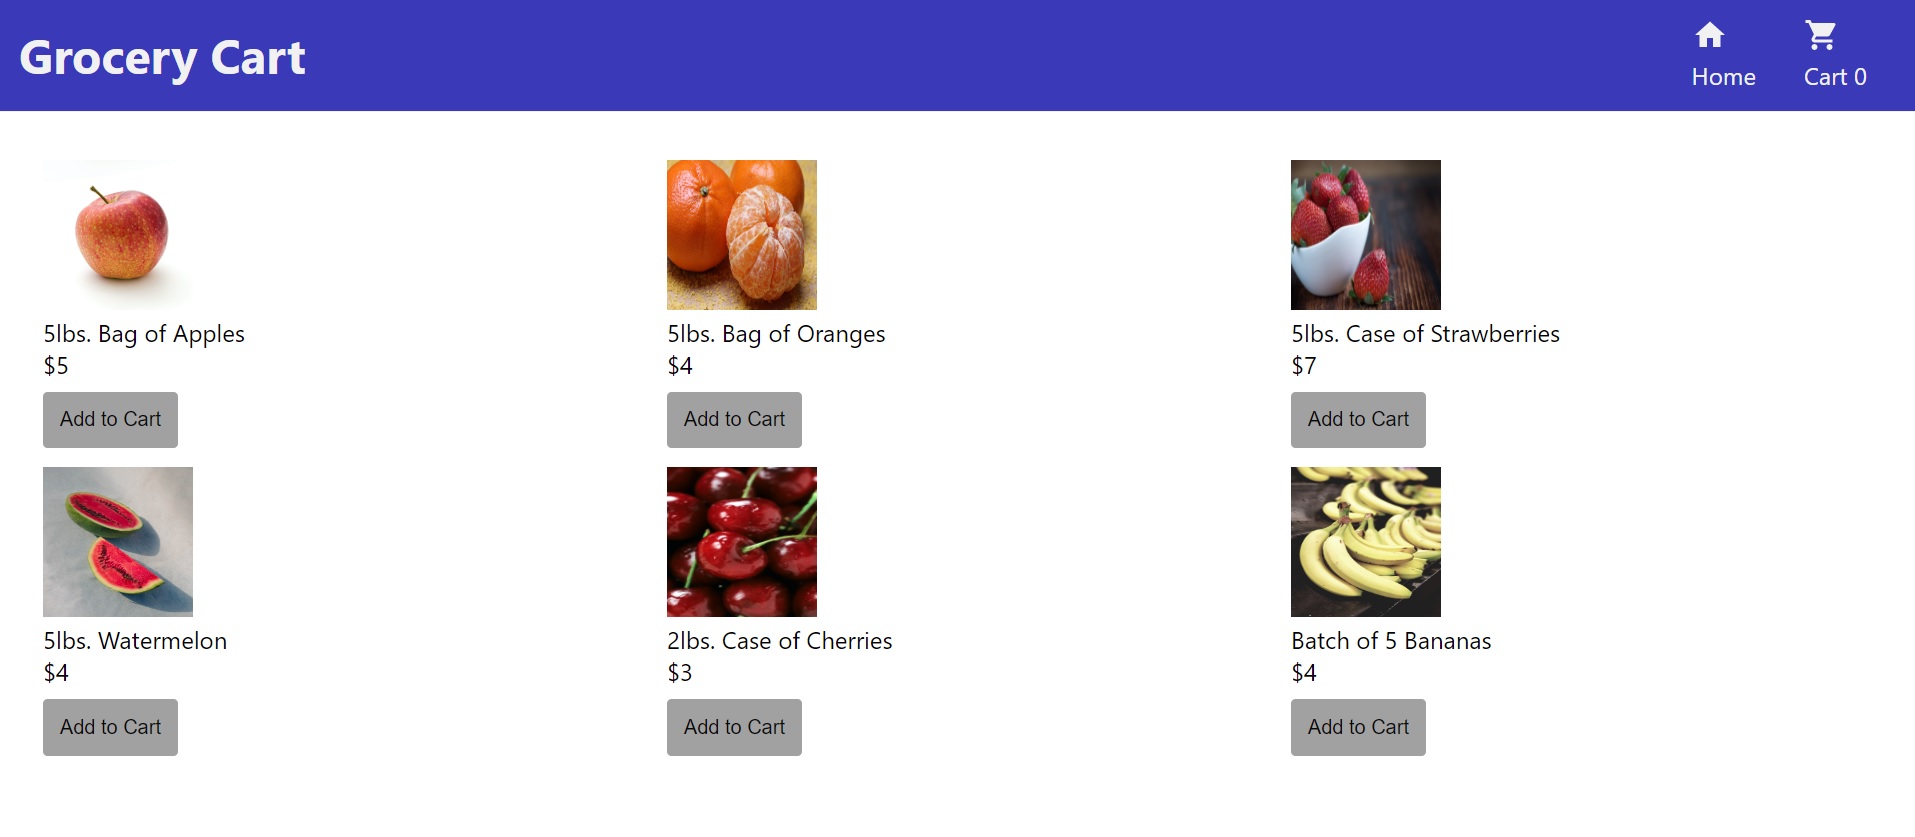 Grocery Cart
Home
Cart 0
5lbs. Bag of Apples
$5
Add to Cart
5lbs. Bag of Oranges
$4
Add to Cart
5lbs. Case of Strawberries
$7
Add to Cart
5lbs. Watermelon
$4
Add to Cart
2lbs. Case of Cherries
$3
Add to Cart
Batch of 5 Bananas
$4
Add to Cart